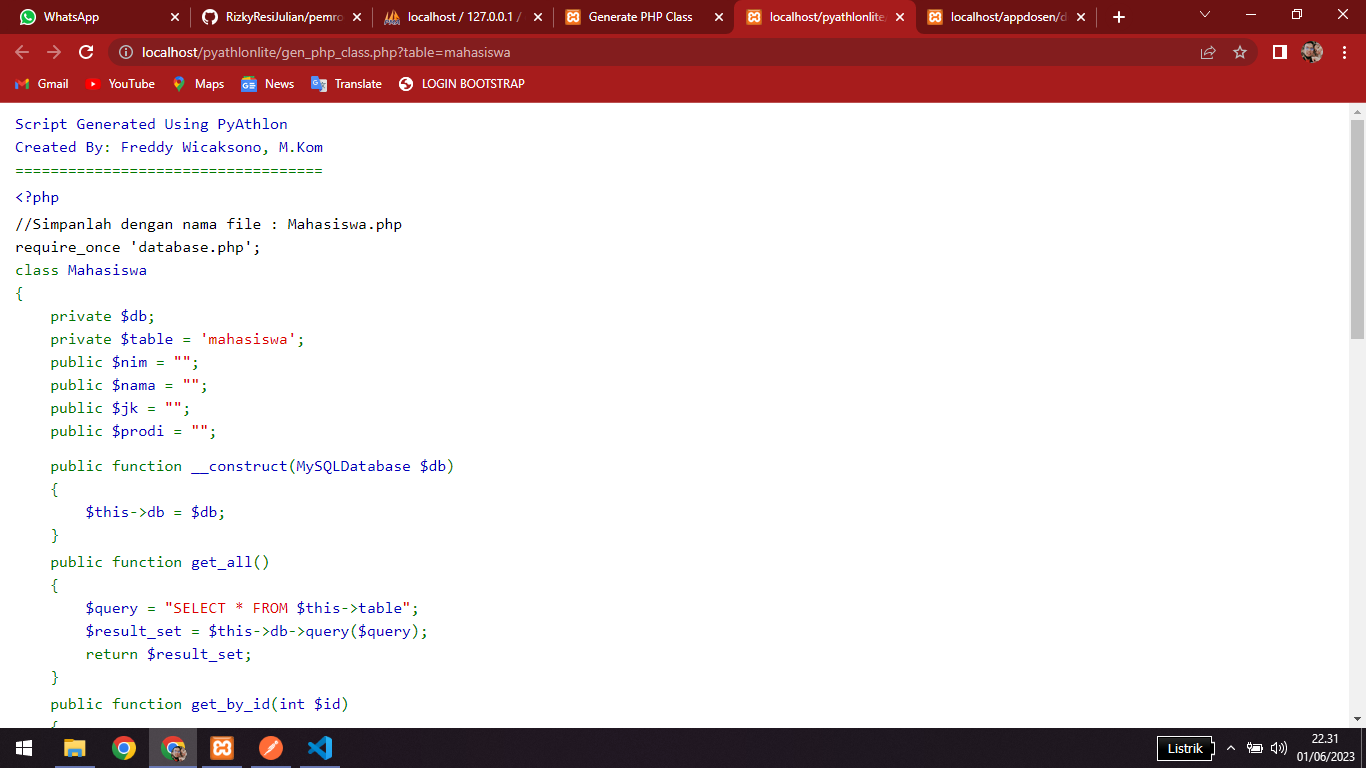 WhatsApp
RizkyResiJulian/pemro
localhost / 127.0.0.1 /
Generate PHP Class
localhost/pyathlonlite/
localhost/appdosen/d
localhost/pyathlonlite/gen_php_class.php?table=mahasiswa
Gmail
YouTube
Maps
News
Translate
LOGIN BOOTSTRAP
Script Generated Using PyAthlon
Created By: Freddy Wicaksono, M.Kom
===================================
<?php
//Simpanlah dengan nama file : Mahasiswa.php
require_once 'database.php';
class Mahasiswa
{
    private $db;
    private $table = 'mahasiswa';
    public $nim = "";
    public $nama = "";
    public $jk = "";
    public $prodi = "";
    public function __construct(MySQLDatabase $db)
    {
        $this->db = $db;
    }
    public function get_all()
    {
        $query = "SELECT * FROM $this->table";
        $result_set = $this->db->query($query);
        return $result_set;
    }
    public function get_by_id(int $id)
    {
Listrik
22.31
01/06/2023